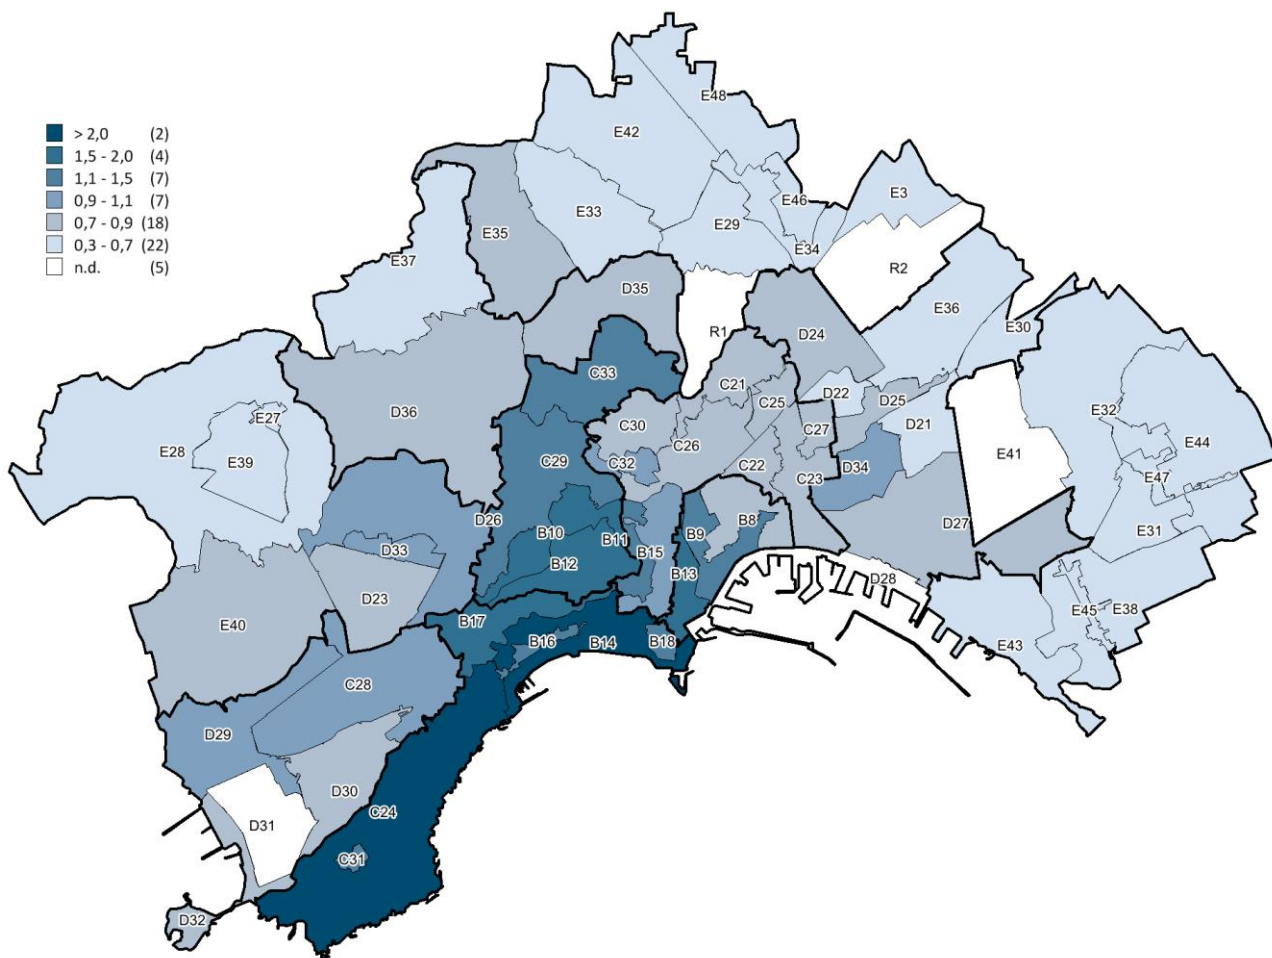 > 2,0 (2)
1,5 - 2,0 (4)
1,1 - 1,5 (7)
0,9 - 1,1 (7)
0,7 - 0,9 (18)
0,3 - 0,7 (22)
n.d. (5)
E48
E42
E3
E46
E33
E29
E35
E34
E37
R2
D35
E36
E30
R1
D24
C33
C21
D22
D25
C25
E32
E27
D36
C30
D21
C27
E44
C26
E28
E39
C29
C32
C22
D34
E41
C23
E47
D26
B8
D27
B10
B11
B9
E31
D33
B15
B12
B13
D28
D23
E40
E45
E38
B17
B16
B14
B18
E43
C28
D29
D30
C24
D31
C31
D32